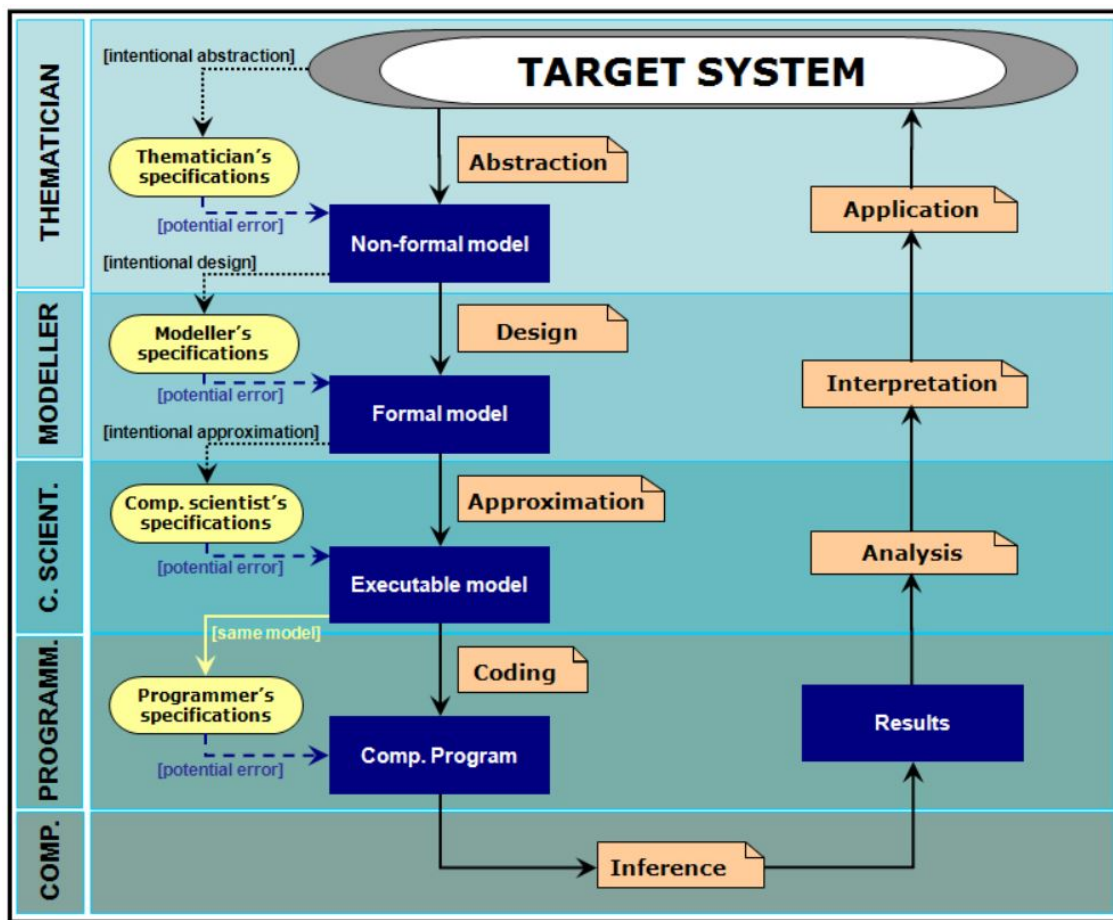 THEMATICIAN
[intentional abstraction]
TARGET SYSTEM
Thematician's
specifications
Abstraction
[potential error]
Non-formal model
Application
[intentional design]
MODELLER
Modeller's
specifications
Design
[potential error]
Formal model
Interpretation
[intentional approximation]
C. SCIENT.
Comp. scientist's
specifications
Approximation
[potential error]
Executable model
Analysis
[same model]
PROGRAMM.
Programmer's
specifications
Coding
[potential error]
Comp. Program
Results
COMP.
Inference